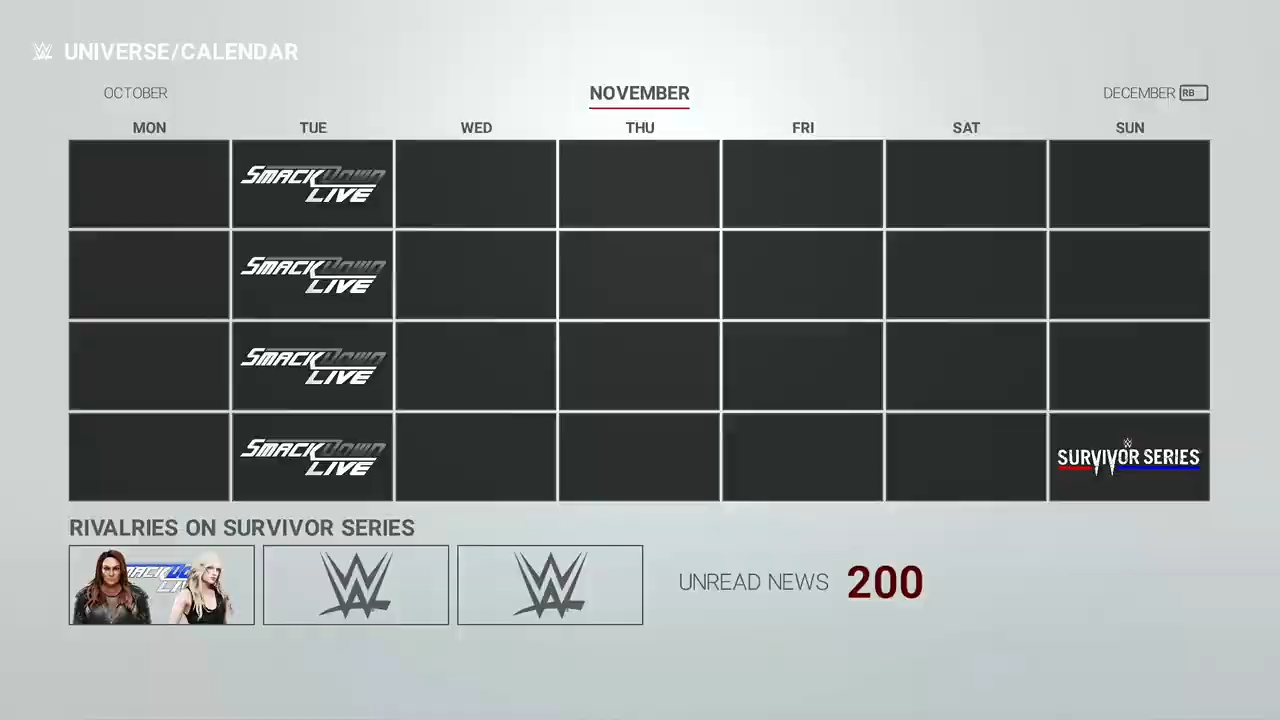 UNIVERSE/CALENDAR
OCTOBER NOVEMBER DECEMBER RB
MON TUE WED THU FRI SAT SUN
SMACKDOWN
LIVE
SMACKDOWN
LIVE
SMACKDOWN
LIVE
SMACKDOWN
LIVE
SURVIVOR SERIES
RIVALRIES ON SURVIVOR SERIES
UNREAD NEWS 200